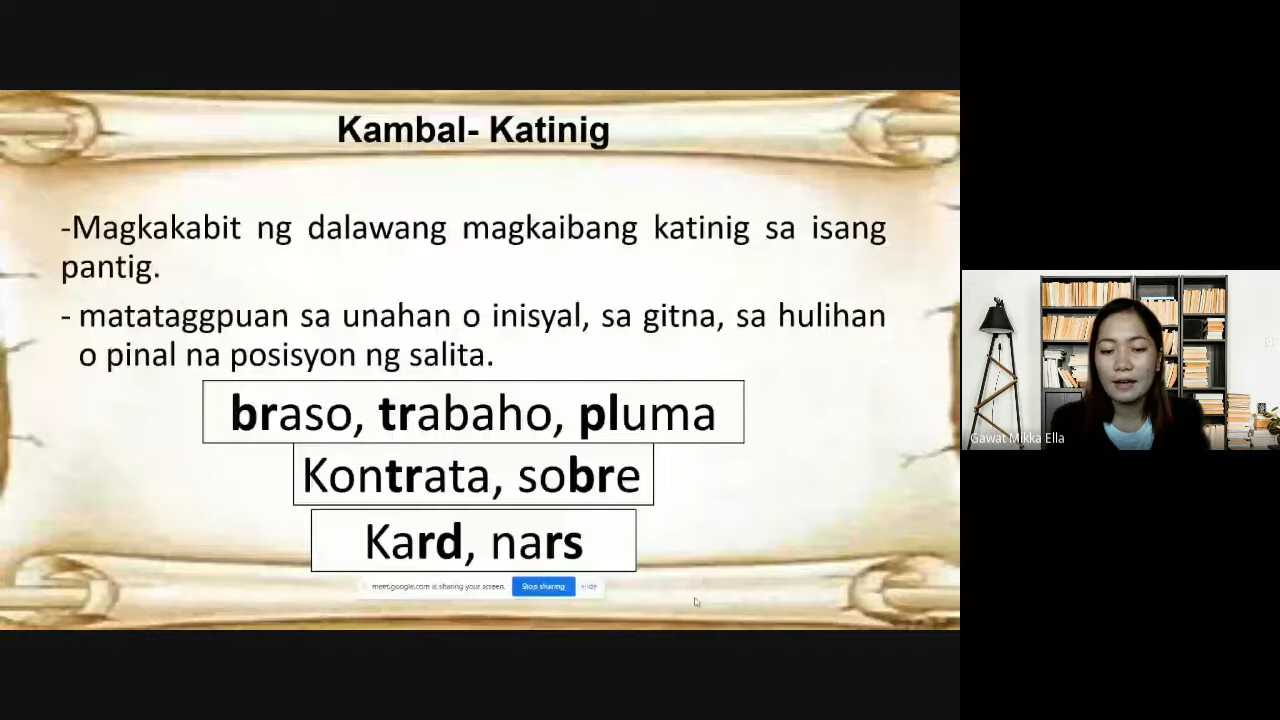 Kambal- Katinig
-Magkakabit ng dalawang magkaibang katinig sa isang
pantig.
- matataggpuan sa unahan o inisyal, sa gitna, sa hulihan
o pinal na posisyon ng salita.
braso, trabaho, pluma
Kontrata, sobre
Kard, nars
meet.google.com is sharing your screen. Stop sharing Hide
Gawat Mikka Ella